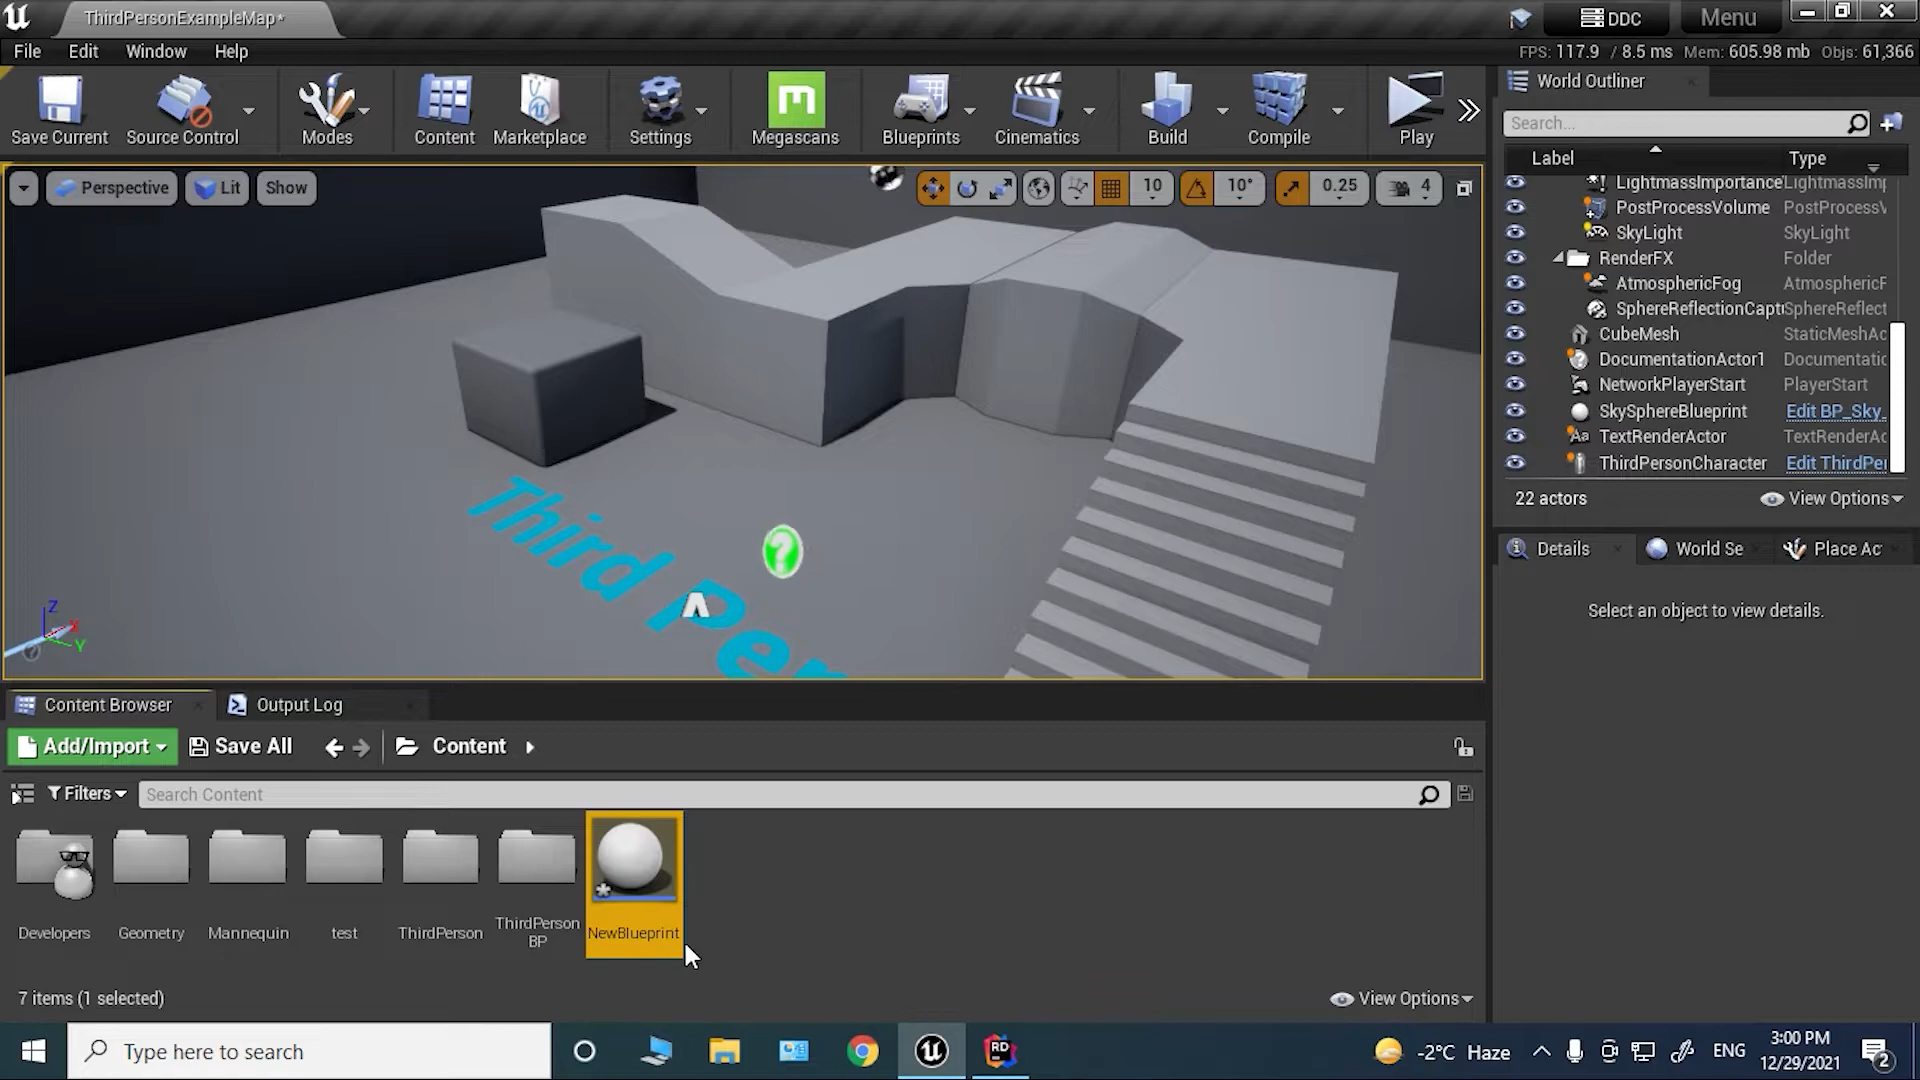 ThirdPersonExampleMap*
DDC
Menu
File Edit Window Help
FPS: 117.9 / 8.5 ms Mem: 605.98 mb Objs: 61,366
Save Current
Source Control
Modes
Content
Marketplace
Settings
Megascans
Blueprints
Cinematics
Build
Compile
Play
World Outliner
Search...
Label Type
Perspective Lit Show
10 10° 0.25 4
LightmassImportance LightmassImp
PostProcessVolume PostProcessV
SkyLight SkyLight
RenderFX Folder
AtmosphericFog AtmosphericF
SphereReflectionCapt SphereReflect
CubeMesh StaticMeshAc
DocumentationActor1 Documentatic
NetworkPlayerStart PlayerStart
SkySphereBlueprint Edit BP_Sky_
TextRenderActor TextRenderAc
ThirdPersonCharacter Edit ThirdPer
22 actors View Options
Third Per
Z
X
Y
Details World Se Place Ac
Select an object to view details.
Content Browser Output Log
Add/Import Save All Content
Filters Search Content
Developers
Geometry
Mannequin
test
ThirdPerson
ThirdPerson
BP
NewBlueprint
7 items (1 selected) View Options
Type here to search
RD
-2°C Haze
ENG
3:00 PM
12/29/2021
2